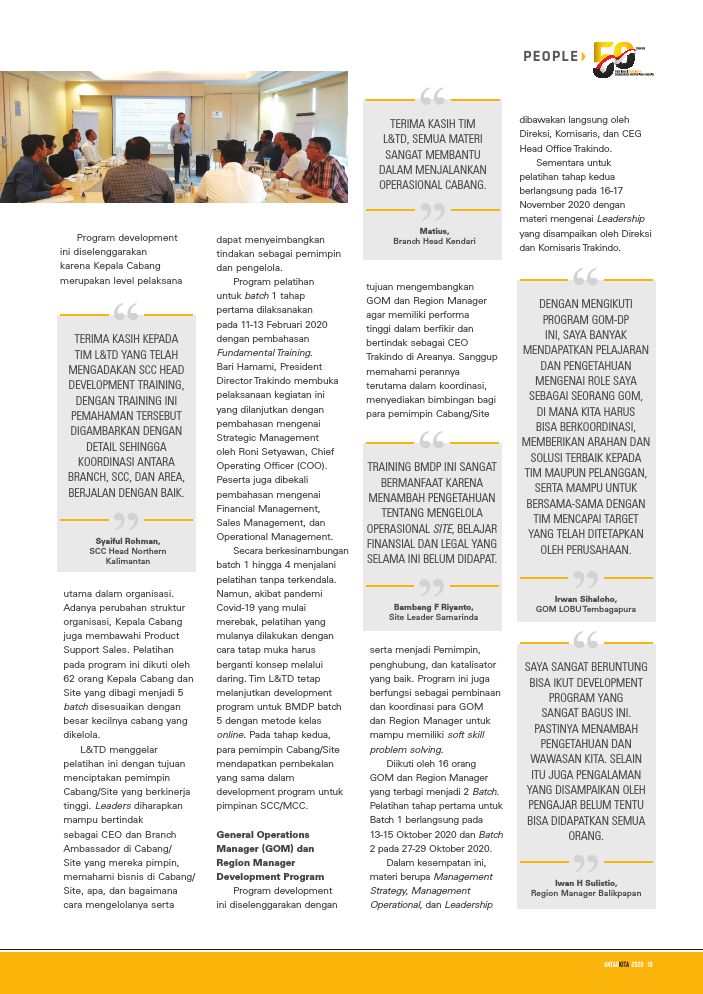 PEOPLE
50
Program development
ini diselenggarakan
karena Kepala Cabang
merupakan level pelaksana
TERIMA KASIH KEPADA
TIM L&TD YANG TELAH
MENGADAKAN SCC HEAD
DEVELOPMENT TRAINING,
DENGAN TRAINING INI
PEMAHAMAN TERSEBUT
DIGAMBARKAN DENGAN
DETAIL SEHINGGA
KOORDINASI ANTARA
BRANCH, SCC, DAN AREA,
BERJALAN DENGAN BAIK.
Syaiful Rohman,
SCC Head Northern
Kalimantan
utama dalam organisasi.
Adanya perubahan struktur
organisasi, Kepala Cabang
juga membawahi Product
Support Sales. Pelatihan
pada program ini dikuti oleh
62 orang Kepala Cabang dan
Site yang dibagi menjadi 5
batch disesuaikan dengan
besar kecilnya cabang yang
dikelola.
L&TD menggelar
pelatihan ini dengan tujuan
menciptakan pemimpin
Cabang/Site yang berkinerja
tinggi. Leaders diharapkan
mampu bertindak
sebagai CEO dan Branch
Ambassador di Cabang/
Site yang mereka pimpin,
memahami bisnis di Cabang/
Site, apa, dan bagaimana
cara mengelolanya serta
dapat menyeimbangkan
tindakan sebagai pemimpin
dan pengelola.
Program pelatihan
untuk batch 1 tahap
pertama dilaksanakan
pada 11-13 Februari 2020
dengan pembahasan
Fundamental Training.
Bari Hamami, President
Director Trakindo membuka
pelaksanaan kegiatan ini
yang dilanjutkan dengan
pembahasan mengenai
Strategic Management
oleh Roni Setyawan, Chief
Operating Officer (COO).
Peserta juga dibekali
pembahasan mengenai
Financial Management,
Sales Management, dan
Operational Management.
Secara berkesinambungan
batch 1 hingga 4 menjalani
pelatihan tanpa terkendala.
Namun, akibat pandemi
Covid-19 yang mulai
merebak, pelatihan yang
mulanya dilakukan dengan
cara tatap muka harus
berganti konsep melalui
daring. Tim L&TD tetap
melanjutkan development
program untuk BMDP batch
5 dengan metode kelas
online. Pada tahap kedua,
para pemimpin Cabang/Site
mendapatkan pembekalan
yang sama dalam
development program untuk
pimpinan SCC/MCC.
General Operations
Manager (GOM) dan
Region Manager
Development Program
Program development
ini diselenggarakan dengan
TERIMA KASIH TIM
L&TD, SEMUA MATERI
SANGAT MEMBANTU
DALAM MENJALANKAN
OPERASIONAL CABANG.
Matius,
Branch Head Kendari
tujuan mengembangkan
GOM dan Region Manager
agar memiliki performa
tinggi dalam berfikir dan
bertindak sebagai CEO
Trakindo di Areanya. Sanggup
memahami perannya
terutama dalam koordinasi,
menyediakan bimbingen bagi
para pemimpin Cabang/Site
TRAINING BMDP INI SANGAT
BERMANFAAT KARENA
MENAMBAH PENGETAHUAN
TENTANG MENGELOLA
OPERASIONAL SITE, BELAJAR
FINANSIAL DAN LEGAL YANG
SELAMA INI BELUM DIDAPAT.
Bambang F Riyanto,
Site Leader Samarinda
serta menjadi Pemimpin,
penghubung, dan katalisator
yang baik. Program ini juga
berfungsi sebagai pembinaan
dan koordinasi para GOM
dan Region Manager untuk
mampu memiliki soft skill
problem solving.
Diikuti oleh 16 orang
GOM dan Region Manager
yang terbagi menjadi 2 Batch.
Pelatihan tahap pertama untuk
Batch 1 berlangsung pada
13-15 Oktober 2020 dan Batch
2 pada 27-29 Oktober 2020.
Dalam kesempatan ini,
materi berupa Management
Strategy, Management
Operational, dan Leadership
dibawakan langsung oleh
Direksi, Komisaris, dan CEG
Head Office Trakindo.
Sementara untuk
pelatihan tahap kedua
berlangsung pada 16-17
November 2020 dengan
materi mengenai Leadership
yang disampaikan oleh Direksi
dan Komisaris Trakindo.
DENGAN MENGIKUTI
PROGRAM GOM-DP
INI, SAYA BANYAK
MENDAPATKAN PELAJARAN
DAN PENGETAHUAN
MENGENAI ROLE SAYA
SEBAGAI SEORANG GOM,
DI MANA KITA HARUS
BISA BERKOORDINASI,
MEMBERIKAN ARAHAN DAN
SOLUSI TERBAIK KEPADA
TIM MAUPUN PELANGGAN,
SERTA MAMPU UNTUK
BERSAMA-SAMA DENGAN
TIM MENCAPAI TARGET
YANG TELAH DITETAPKAN
OLEH PERUSAHAAN.
Irwan Sihaloho,
GOM LOBU Tembagapura
SAYA SANGAT BERUNTUNG
BISA IKUT DEVELOPMENT
PROGRAM YANG
SANGAT BAGUS INI.
PASTINYA MENAMBAH
PENGETAHUAN DAN
WAWASAN KITA. SELAIN
ITU JUGA PENGALAMAN
YANG DISAMPAIKAN OLEH
PENGAJAR BELUM TENTU
BISA DIDAPATKAN SEMUA
ORANG.
Iwan H Sulistio,
Region Manager Balikpapan
ANTARKITA 2020 19